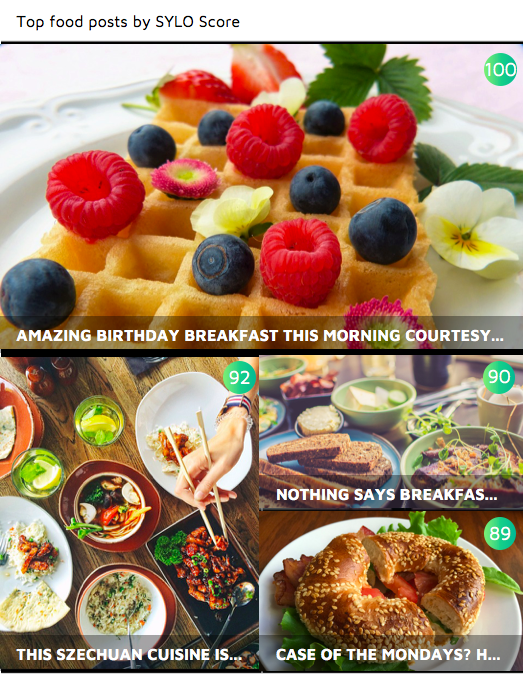 Top food posts by SYLO Score
100
AMAZING BIRTHDAY BREAKFAST THIS MORNING COURTESY...
92
THIS SZECHUAN CUISINE IS...
90
NOTHING SAYS BREAKFAS...
89
CASE OF THE MONDAYS? H...